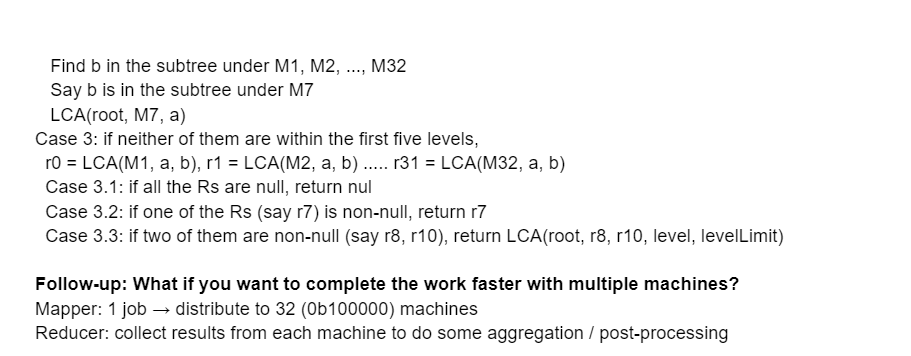 Find b in the subtree under M1, M2, ..., M32
Say b is in the subtree under M7
LCA(root, M7, a)
Case 3: if neither of them are within the first five levels,
r0 = LCA(M1, a, b), r1 = LCA(M2, a, b) ..... r31 = LCA(M32, a, b)
Case 3.1: if all the Rs are null, return nul
Case 3.2: if one of the Rs (say r7) is non-null, return r7
Case 3.3: if two of them are non-null (say r8, r10), return LCA(root, r8, r10, level, levelLimit)
Follow-up: What if you want to complete the work faster with multiple machines?
Mapper: 1 job → distribute to 32 (0b100000) machines
Reducer: collect results from each machine to do some aggregation / post-processing